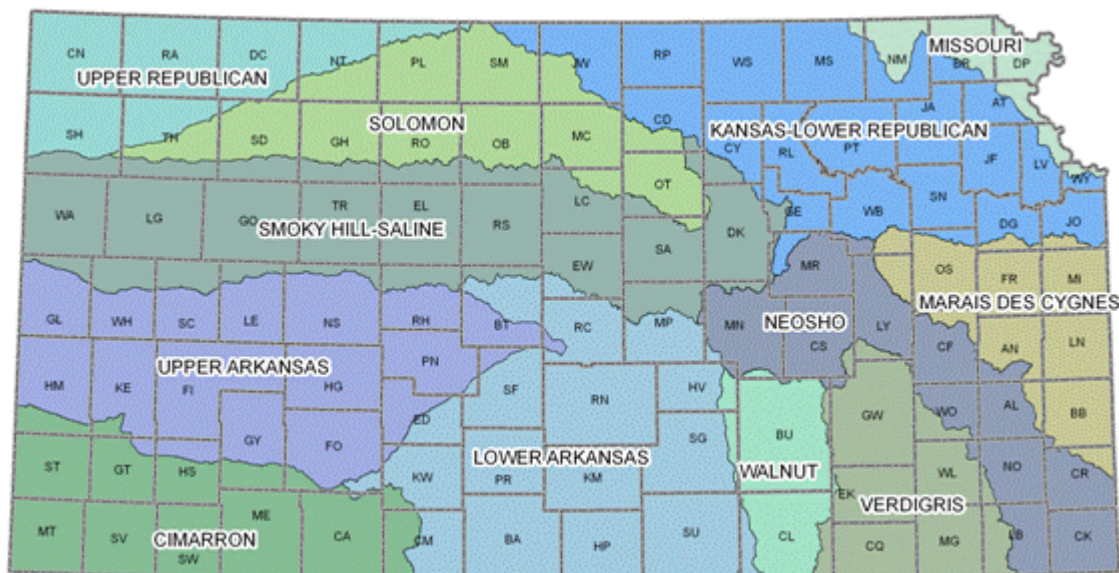 CN RA DC NT PL SM JW RP WS MS NM BR DP
UPPER REPUBLICAN
MISSOURI
SH TH SD GH RO OB MC CD CY RL PT JA AT
SOLOMON
KANSAS-LOWER REPUBLICAN
OT JF LV WY
WA LG GO TR EL RS LC SA DK GE WB SN DG JO
SMOKY HILL-SALINE
EW MR OS FR MI
MARAIS DES CYGNES
GL WH SC LE NS RH BT RC MP MN LY
NEOSHO
CS CF AN LN
HM KE FI HG PN
UPPER ARKANSAS
SF RN HV
GY FO ED SG BU GW WO AL BB
ST GT HS KW PR KM
LOWER ARKANSAS
WALNUT
EK WL NO CR
VERDIGRIS
MT SV SW ME CA CM BA HP SU CL CQ MG LB CK
CIMARRON